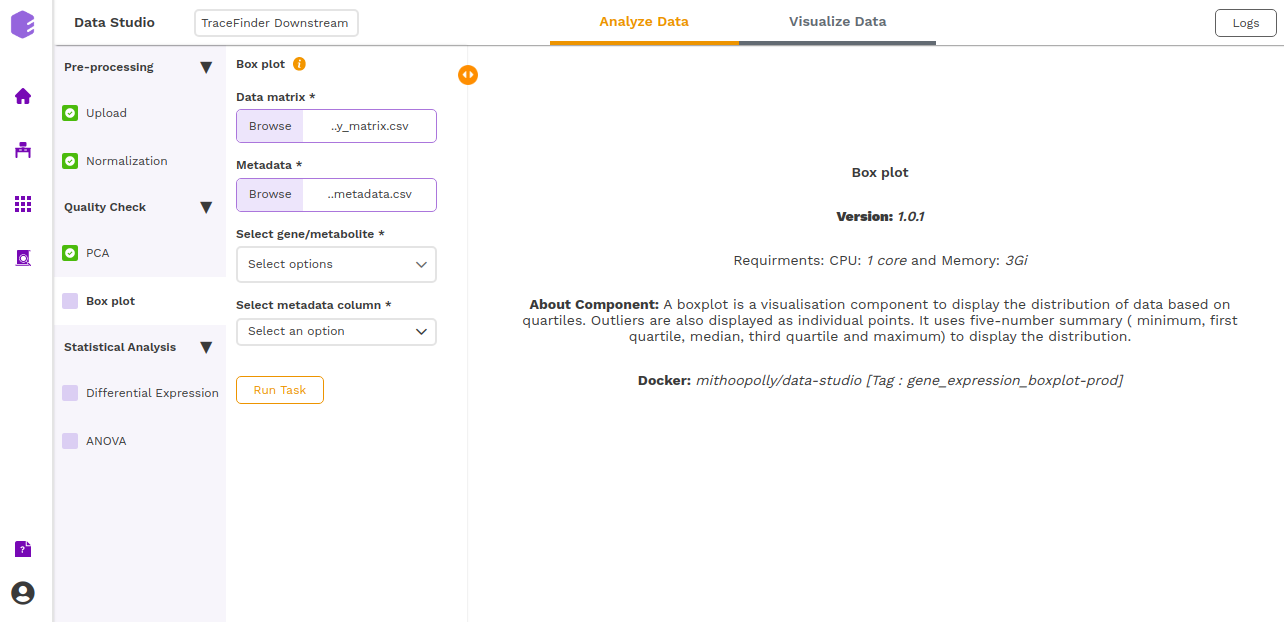 Data Studio
TraceFinder Downstream
Analyze Data
Visualize Data
Logs
Pre-processing
Upload
Normalization
Quality Check
PCA
Box plot
Statistical Analysis
Differential Expression
ANOVA
Box plot
Data matrix *
Browse ..y_matrix.csv
Metadata *
Browse ..metadata.csv
Select gene/metabolite *
Select options
Select metadata column *
Select an option
Run Task
Box plot
Version: 1.0.1
Requirments: CPU: 1 core and Memory: 3Gi
About Component: A boxplot is a visualisation component to display the distribution of data based on
quartiles. Outliers are also displayed as individual points. It uses five-number summary ( minimum, first
quartile, median, third quartile and maximum) to display the distribution.
Docker: mithoopolly/data-studio [Tag : gene_expression_boxplot-prod]